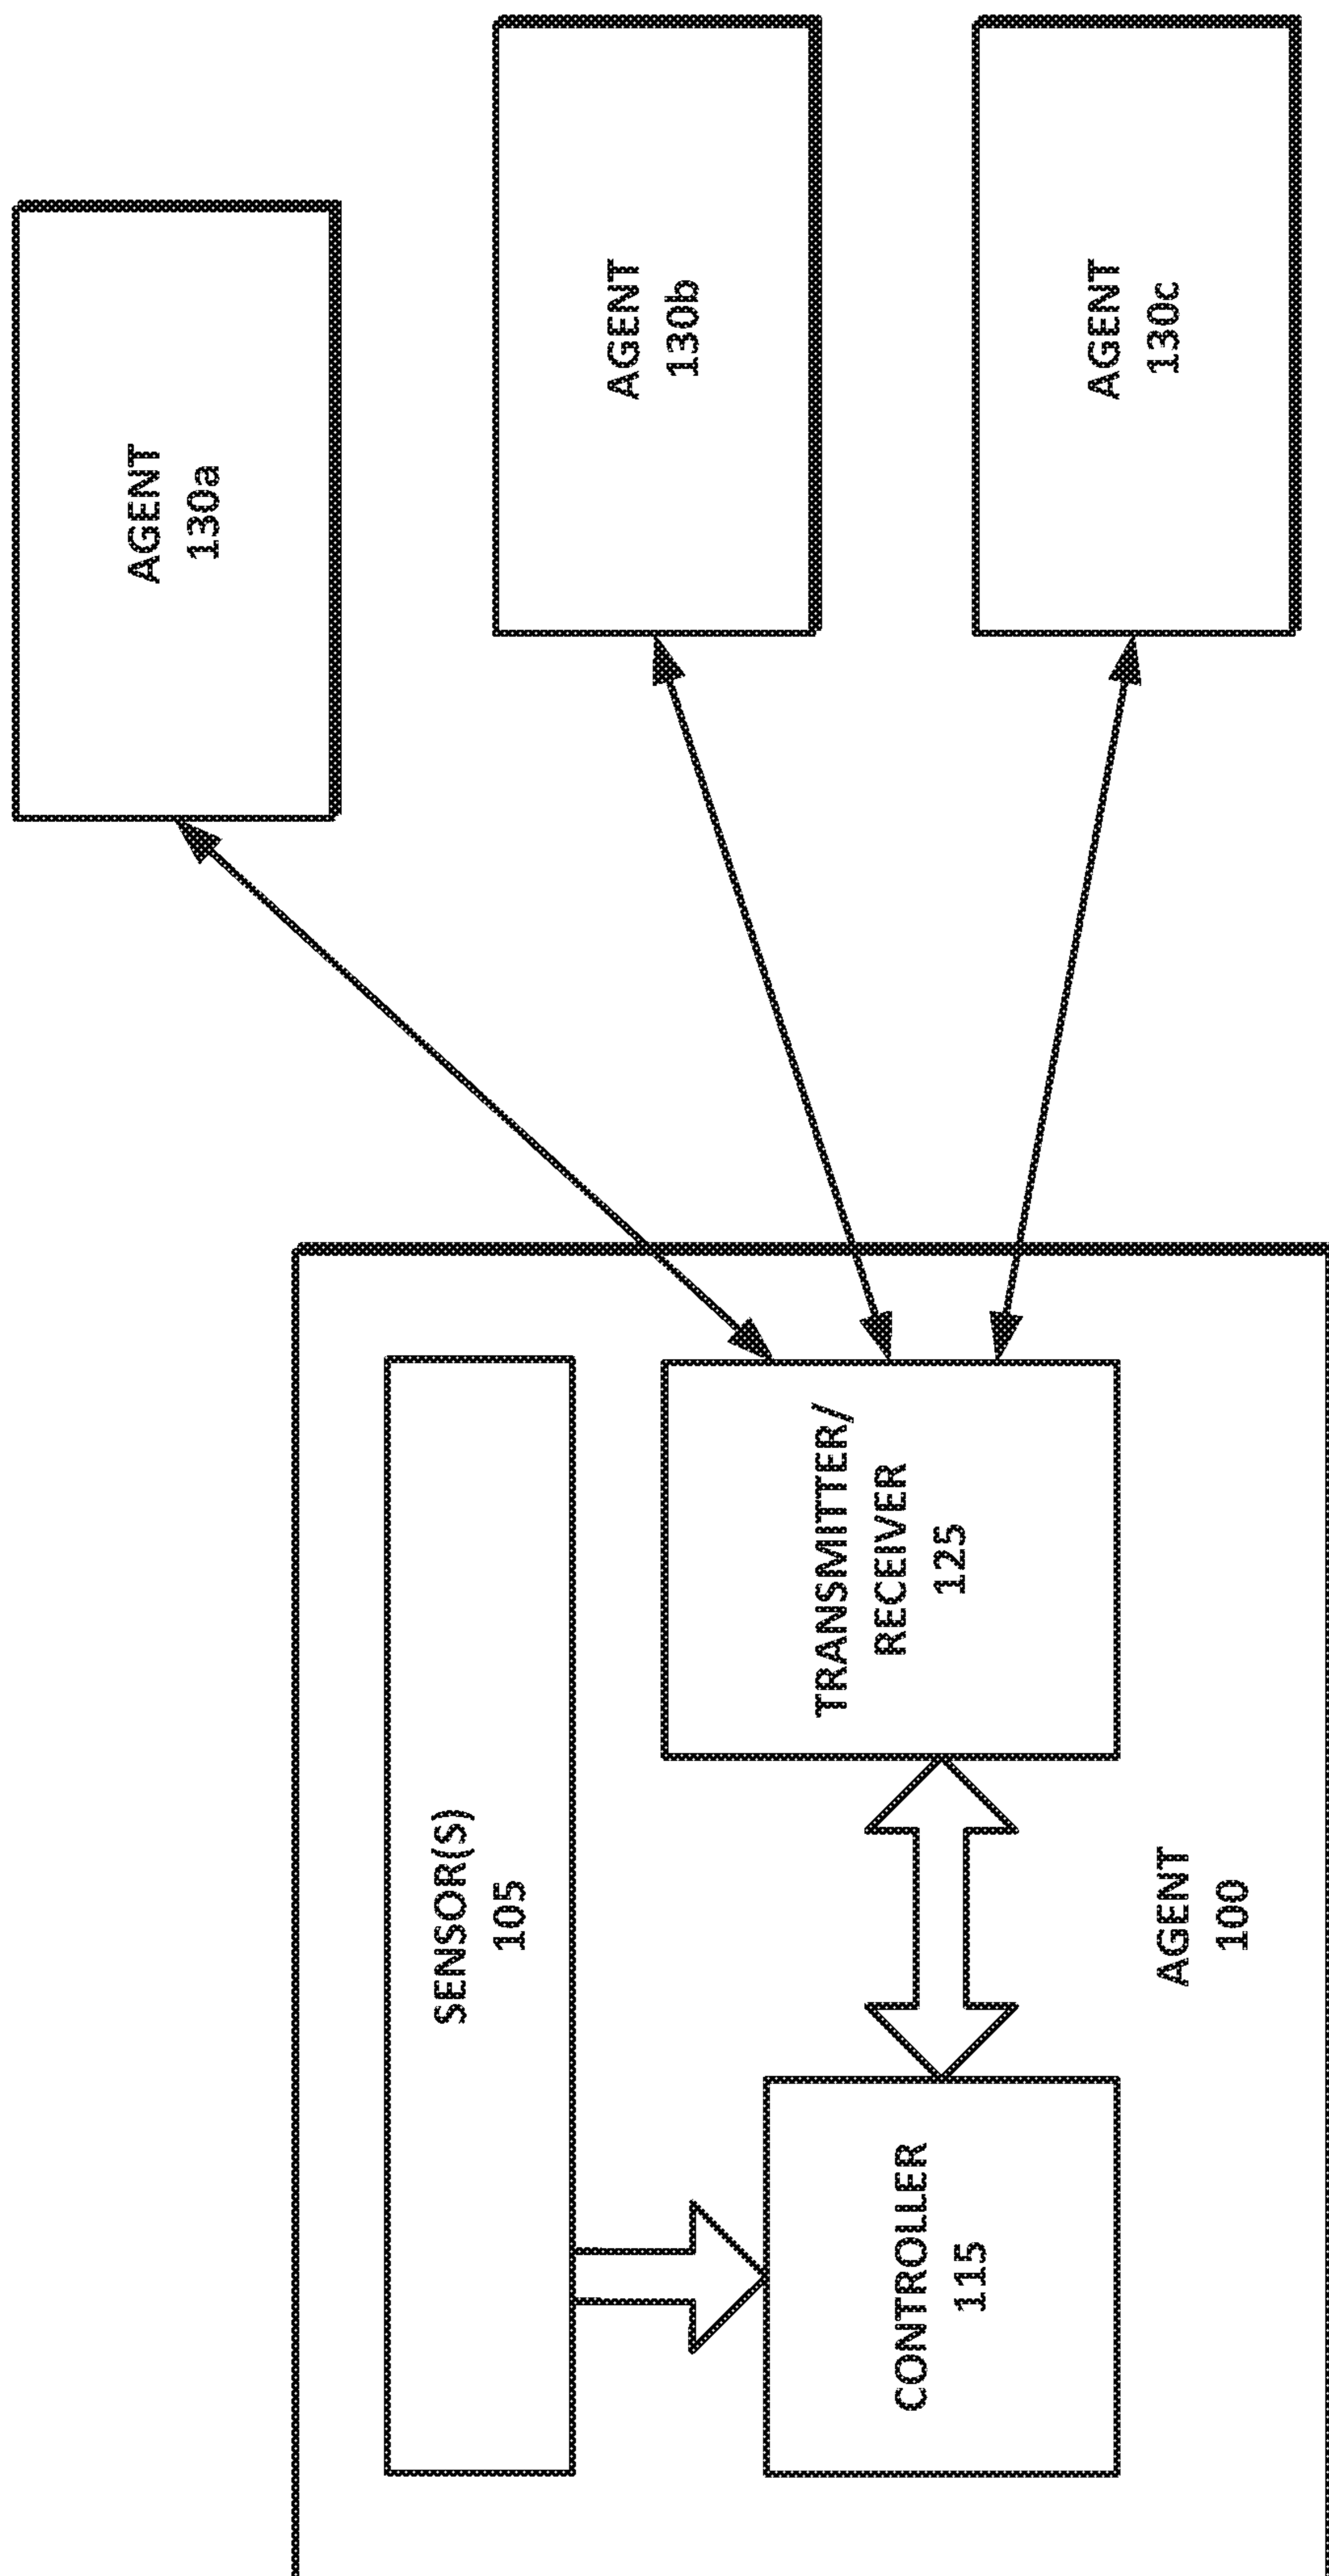 SENSOR(S)
105
CONTROLLER
115
TRANSMITTER/
RECEIVER
125
AGENT
100
AGENT
130a
AGENT
130b
AGENT
130c